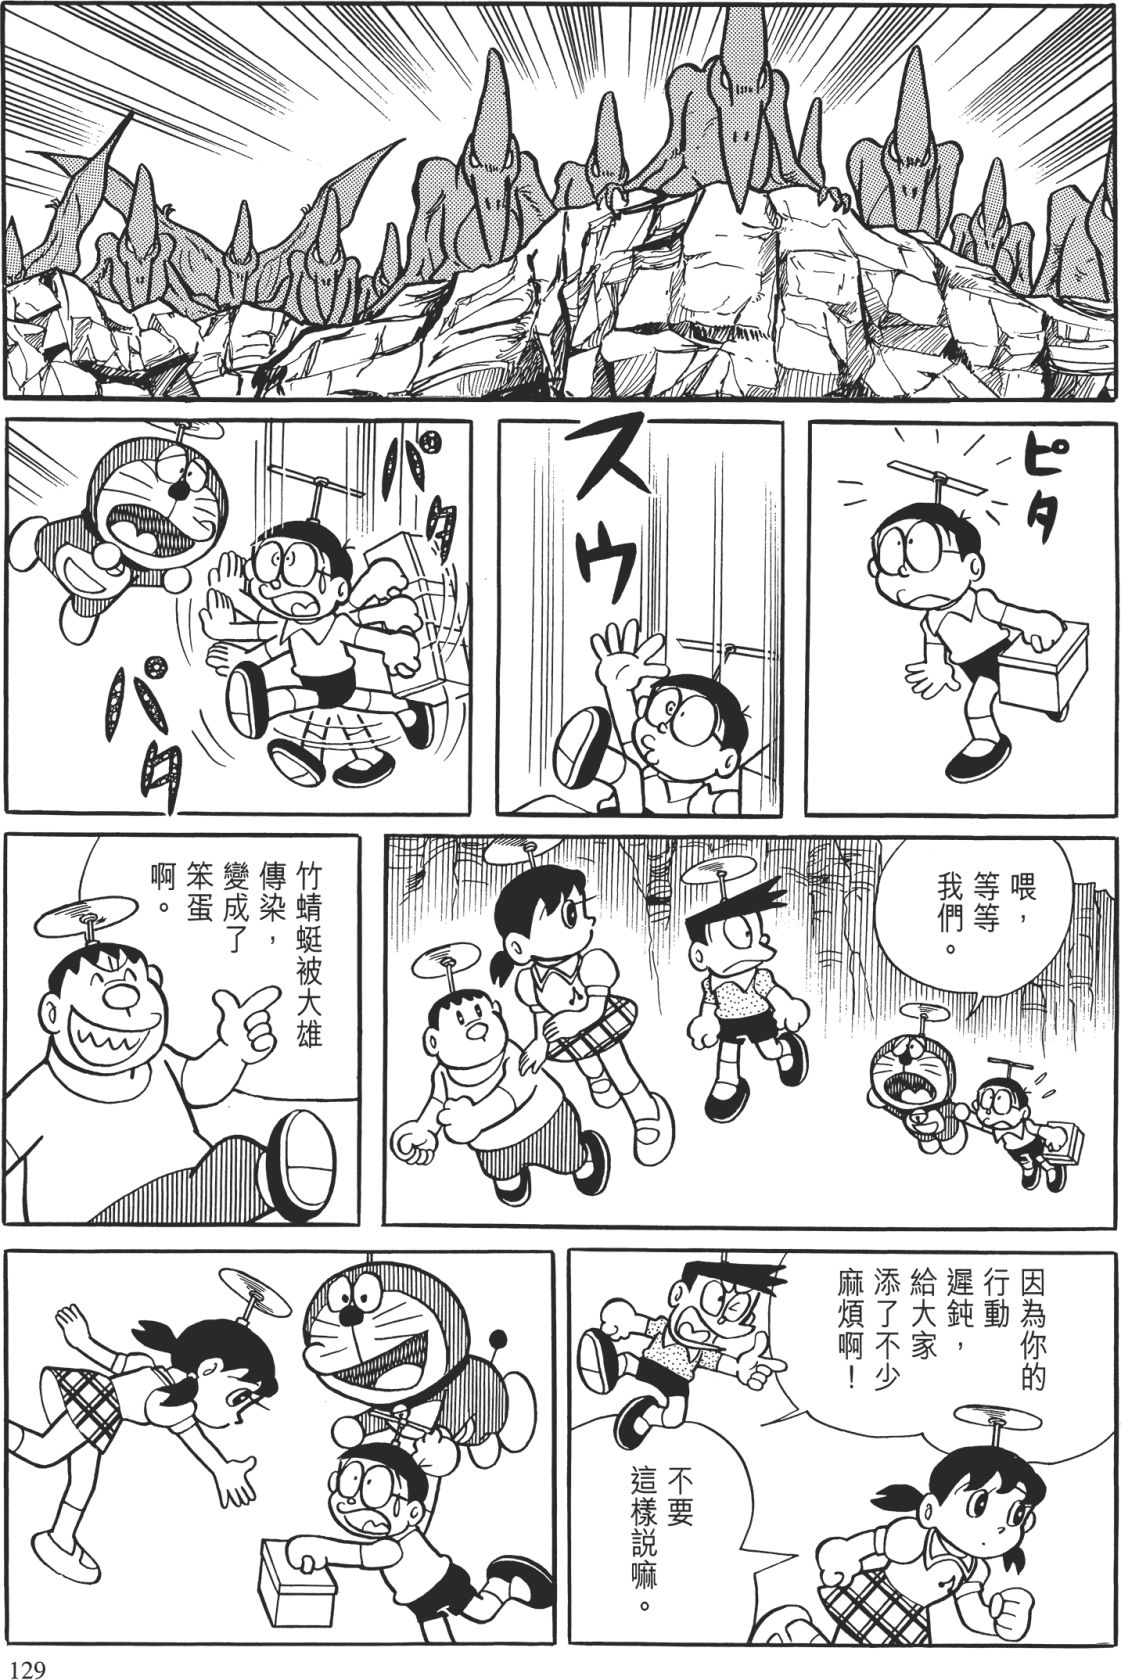 ピタ
スウ
パタ
パタ
喂，
等等
我們。
竹蜻蜓被大雄
傳染，
變成了
笨蛋
啊。
因為你的
行動
遲鈍，
給大家
添了不少
麻煩啊！
不要
這樣説嘛。
129